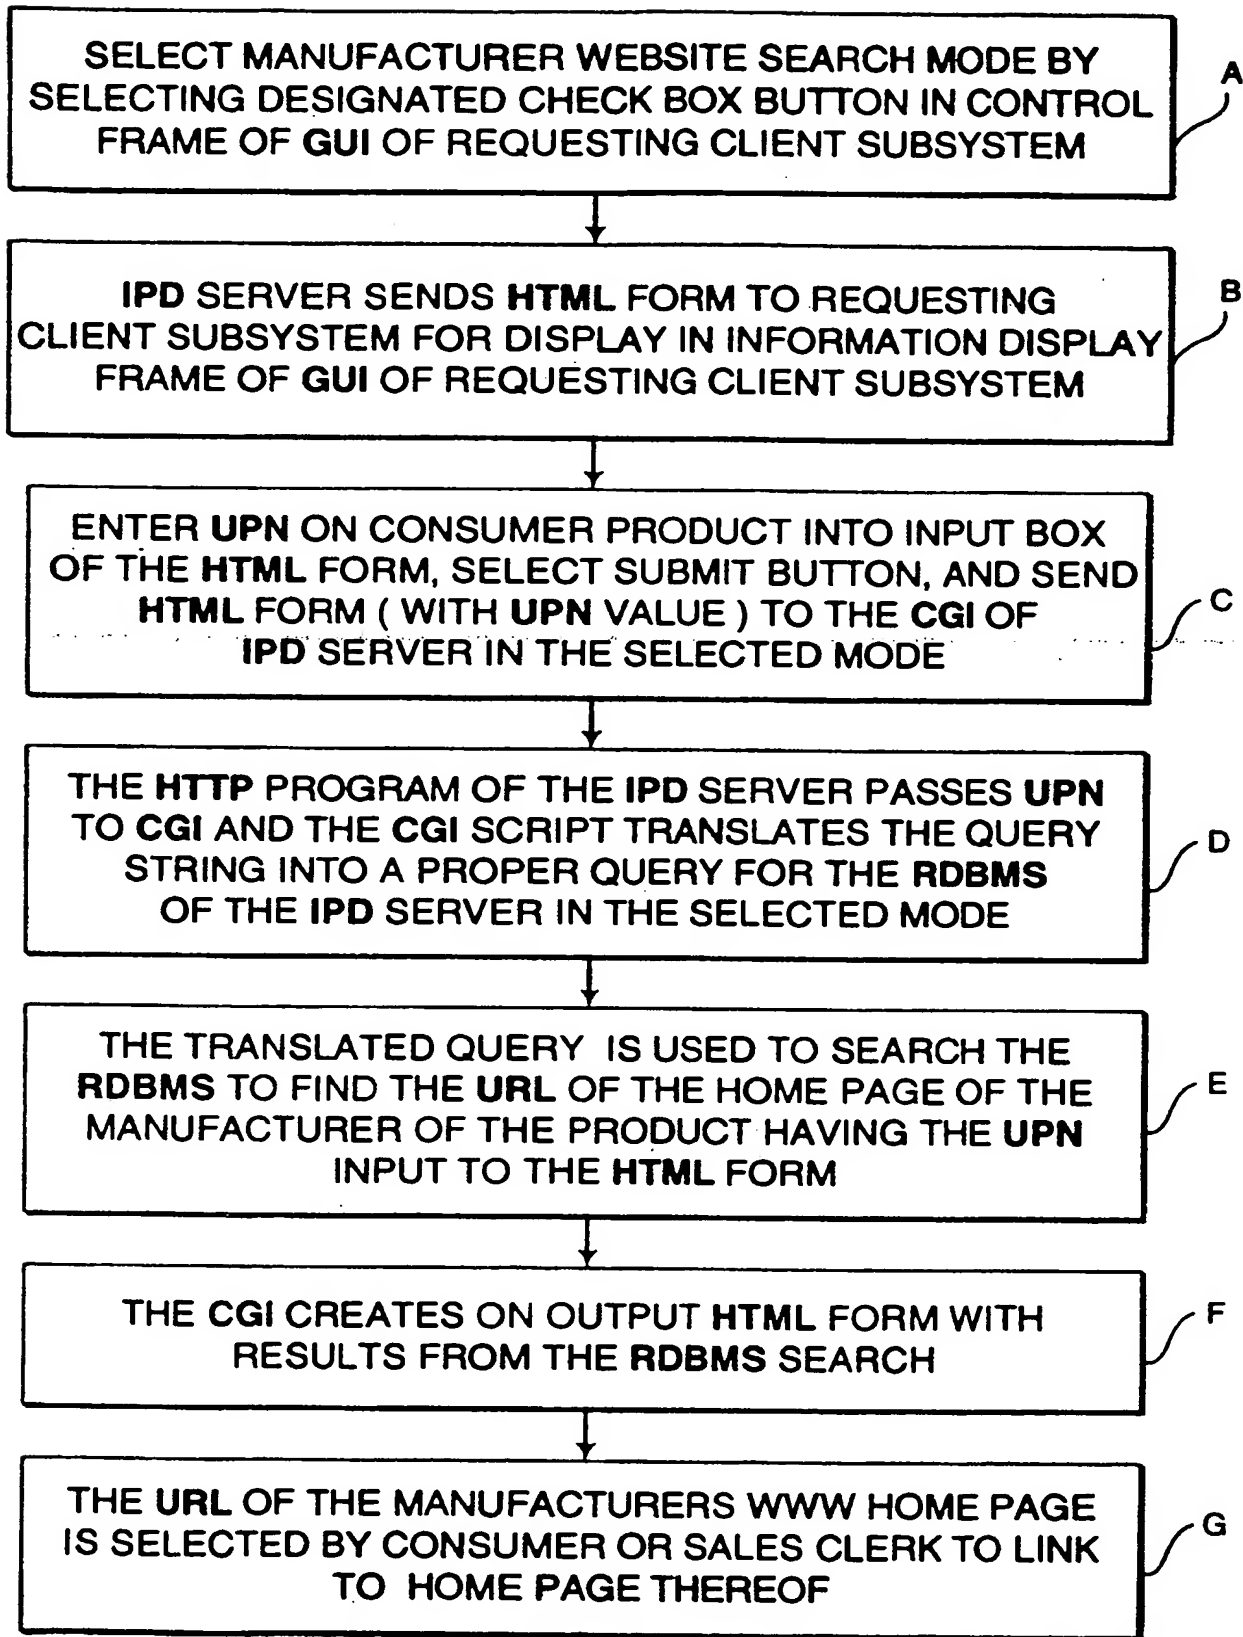 SELECT MANUFACTURER WEBSITE SEARCH MODE BY
SELECTING DESIGNATED CHECK BOX BUTTON IN CONTROL
FRAME OF GUI OF REQUESTING CLIENT SUBSYSTEM
A
IPD SERVER SENDS HTML FORM TO REQUESTING
CLIENT SUBSYSTEM FOR DISPLAY IN INFORMATION DISPLAY
FRAME OF GUI OF REQUESTING CLIENT SUBSYSTEM
B
ENTER UPN ON CONSUMER PRODUCT INTO INPUT BOX
OF THE HTML FORM, SELECT SUBMIT BUTTON, AND SEND
HTML FORM ( WITH UPN VALUE ) TO THE CGI OF
IPD SERVER IN THE SELECTED MODE
C
THE HTTP PROGRAM OF THE IPD SERVER PASSES UPN
TO CGI AND THE CGI SCRIPT TRANSLATES THE QUERY
STRING INTO A PROPER QUERY FOR THE RDBMS
OF THE IPD SERVER IN THE SELECTED MODE
D
THE TRANSLATED QUERY IS USED TO SEARCH THE
RDBMS TO FIND THE URL OF THE HOME PAGE OF THE
MANUFACTURER OF THE PRODUCT HAVING THE UPN
INPUT TO THE HTML FORM
E
THE CGI CREATES ON OUTPUT HTML FORM WITH
RESULTS FROM THE RDBMS SEARCH
F
THE URL OF THE MANUFACTURERS WWW HOME PAGE
IS SELECTED BY CONSUMER OR SALES CLERK TO LINK
TO HOME PAGE THEREOF
G